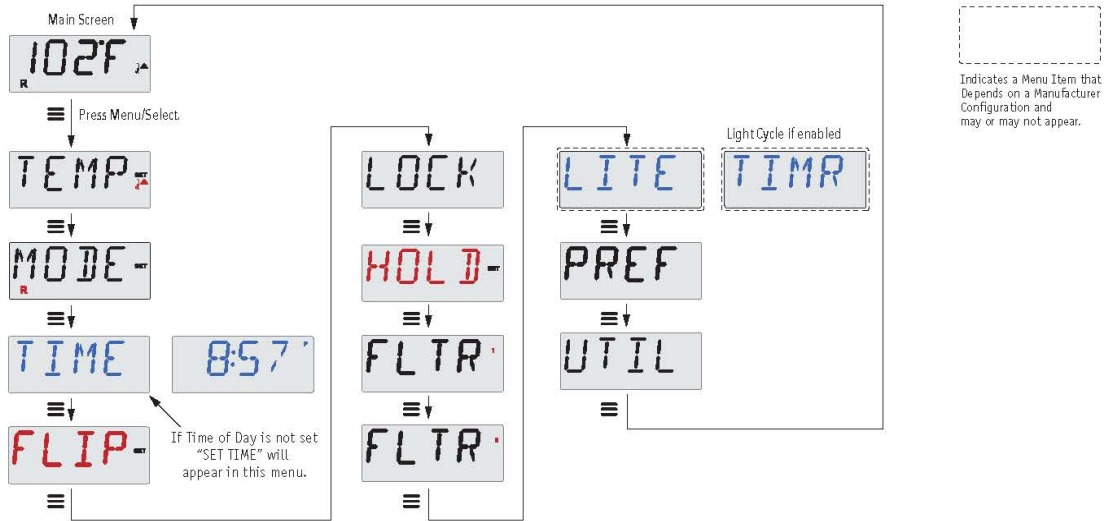 Main Screen
102°F
R
Press Menu/Select.
TEMP SET
MODE SET
R
TIME
8:57
If Time of Day is not set
"SET TIME" will
appear in this menu.
FLIP SET
LOCK
HOLD SET
FLTR 1
FLTR
Light Cycle if enabled
LITE
TIMR
PREF
UTIL
Indicates a Menu Item that
Depends on a Manufacturer
Configuration and
may or may not appear.